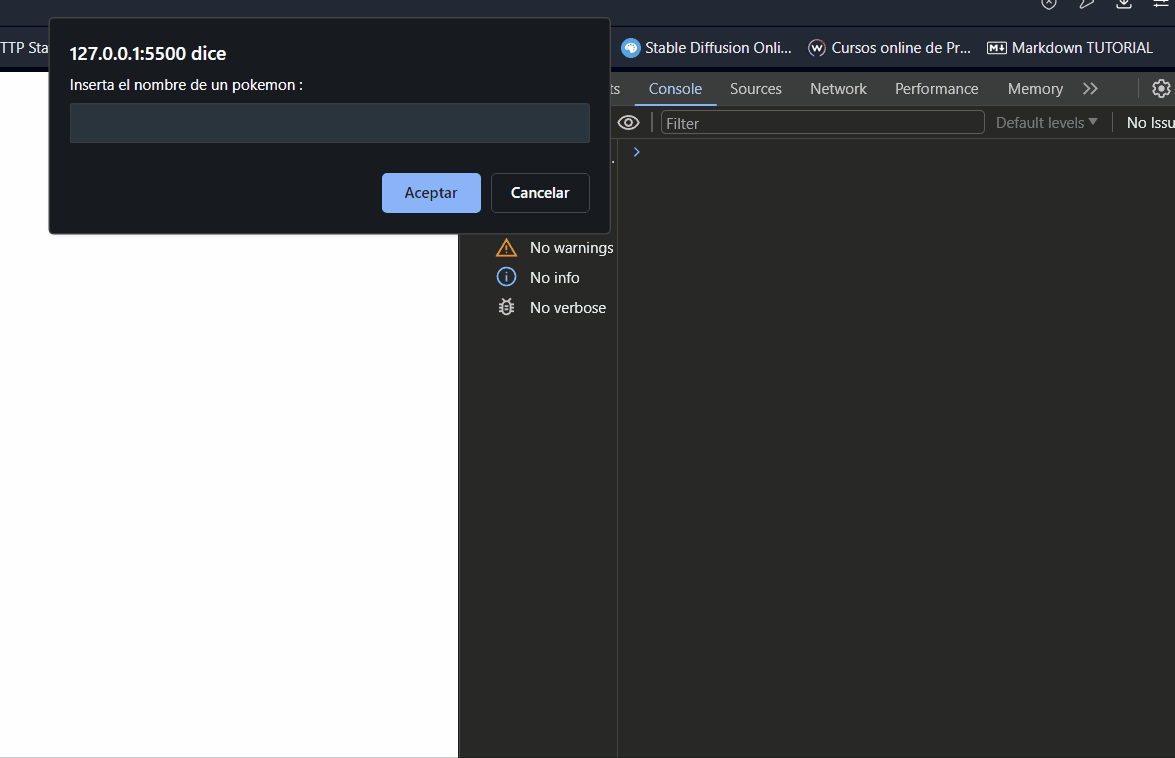 127.0.0.1:5500 dice
Inserta el nombre de un pokemon :
Aceptar
Cancelar
TTP Sta
Stable Diffusion Onli...
Cursos online de Pr...
Markdown TUTORIAL
ts
Console
Sources
Network
Performance
Memory
Filter
Default levels
No Issu
No warnings
No info
No verbose